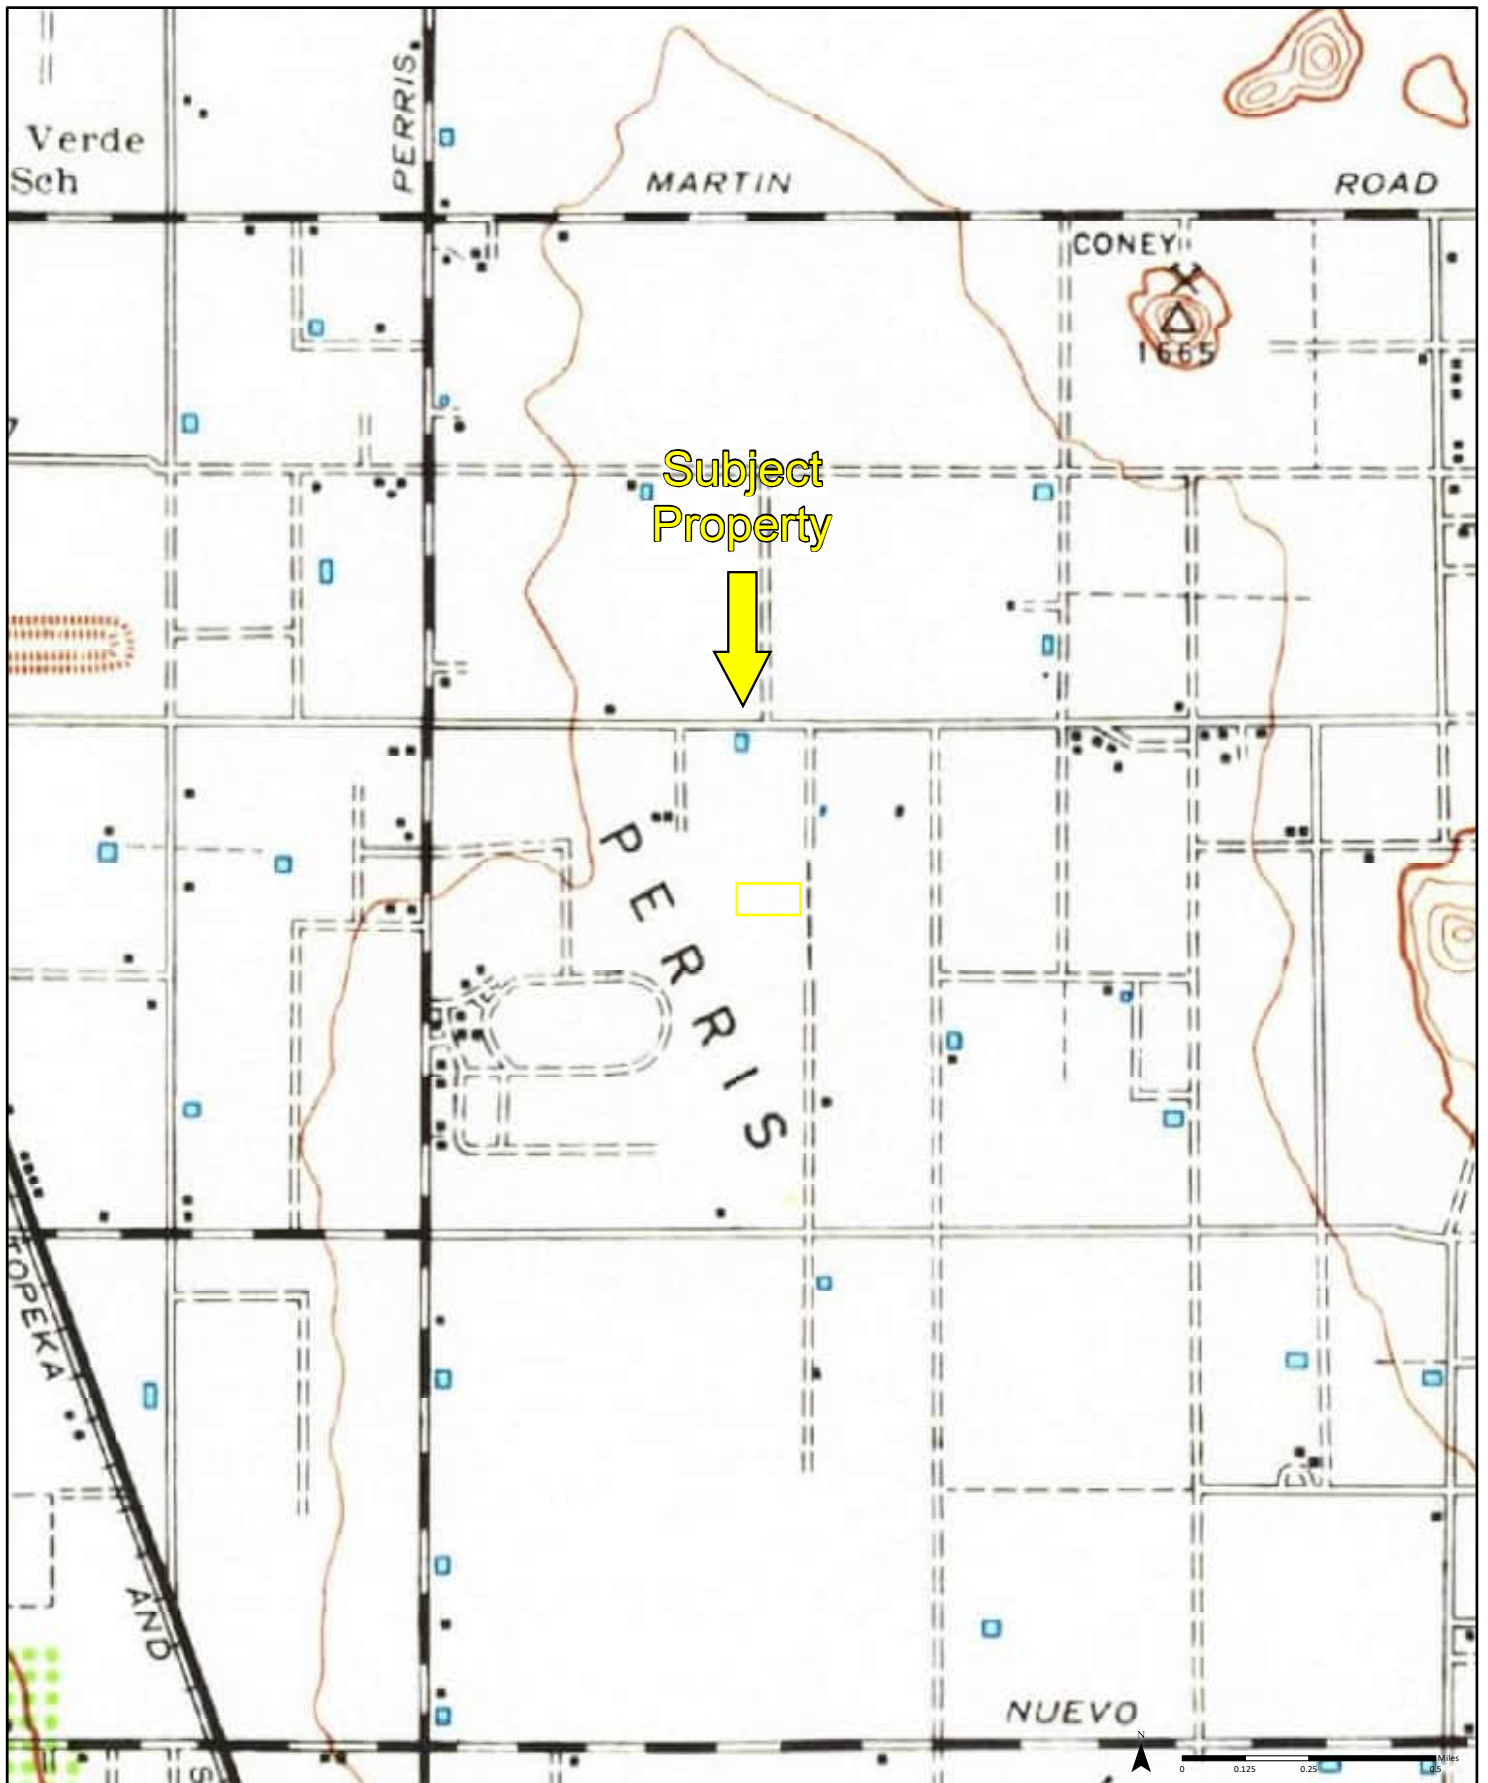 PERRIS
Verde
Sch
MARTIN
ROAD
CONEY
1665
Subject
Property
PERRIS
TOPEKA
AND
S
NUEVO
N
Miles
0
0.125
0.25
0.5